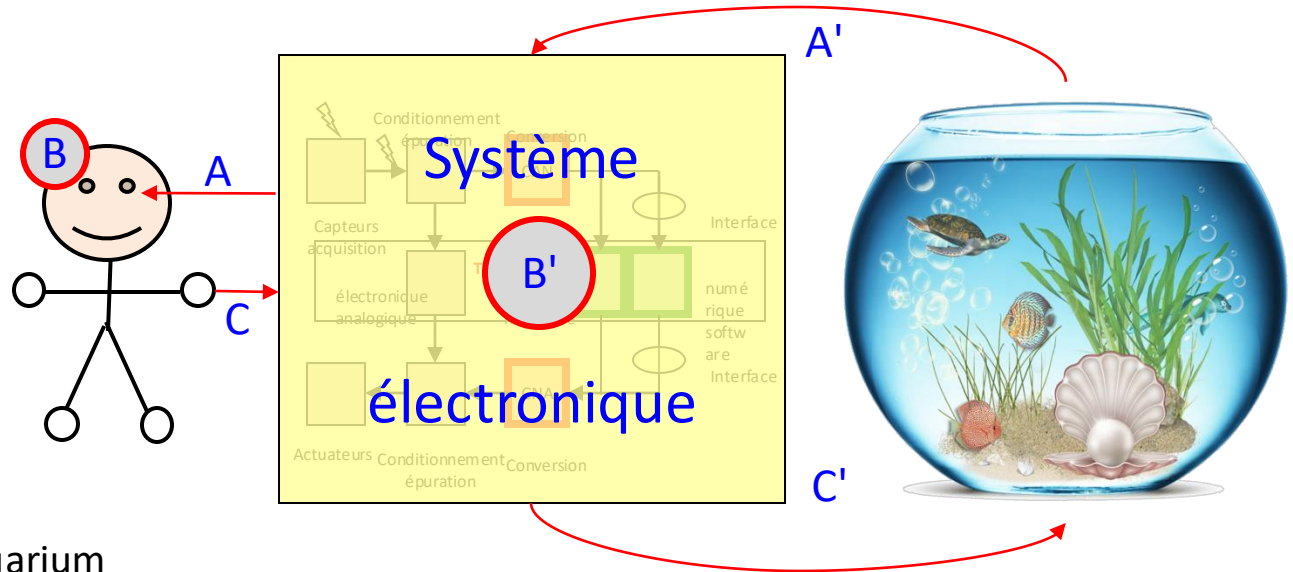 A'
B
A
C
Système
B'
électronique
C'
Conditionnement
épuration
Conversion
Capteurs
acquisition
Interface
électronique
analogique
numé
rique
softw
are
Interface
CNA
Actuateurs
Conditionnement
épuration
Conversion